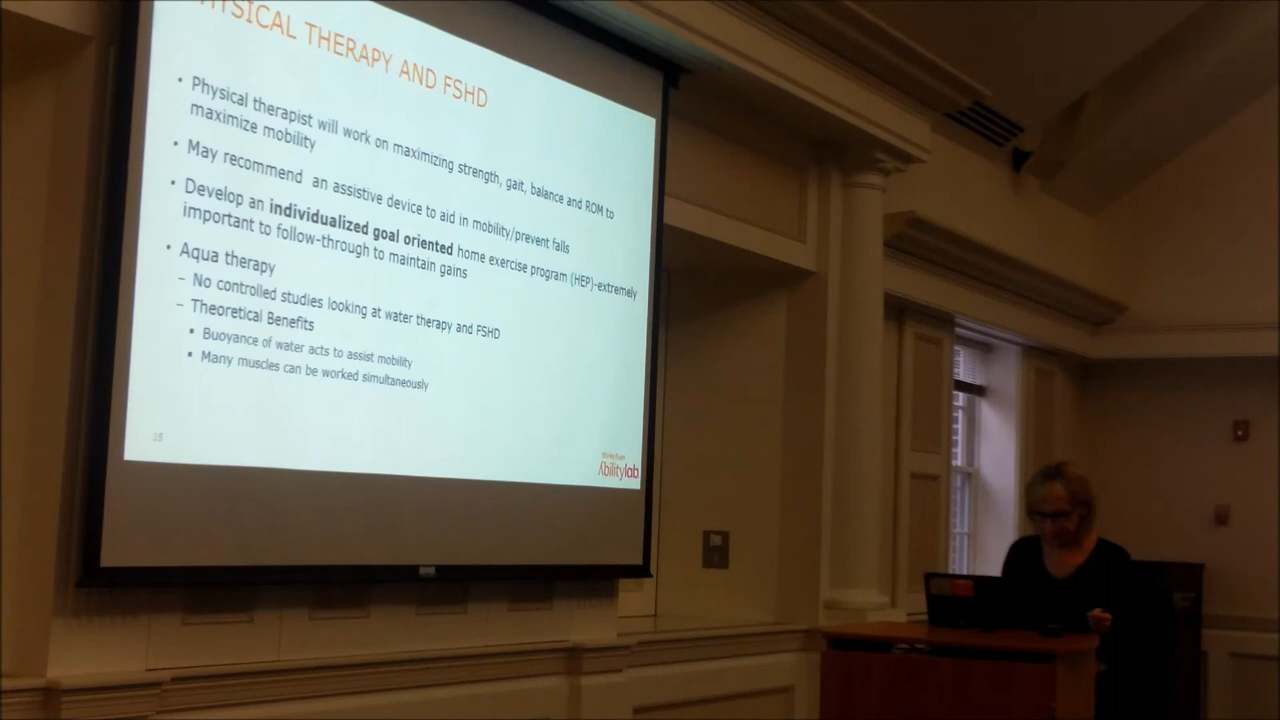 PHYSICAL THERAPY AND FSHD
• Physical therapist will work on maximizing strength, gait, balance and ROM to
maximize mobility
• May recommend an assistive device to aid in mobility/prevent falls
• Develop an individualized goal oriented home exercise program (HEP)-extremely
important to follow-through to maintain gains
• Aqua therapy
– No controlled studies looking at water therapy and FSHD
– Theoretical Benefits
• Buoyance of water acts to assist mobility
• Many muscles can be worked simultaneously
Shirley Ryan
Abilitylab